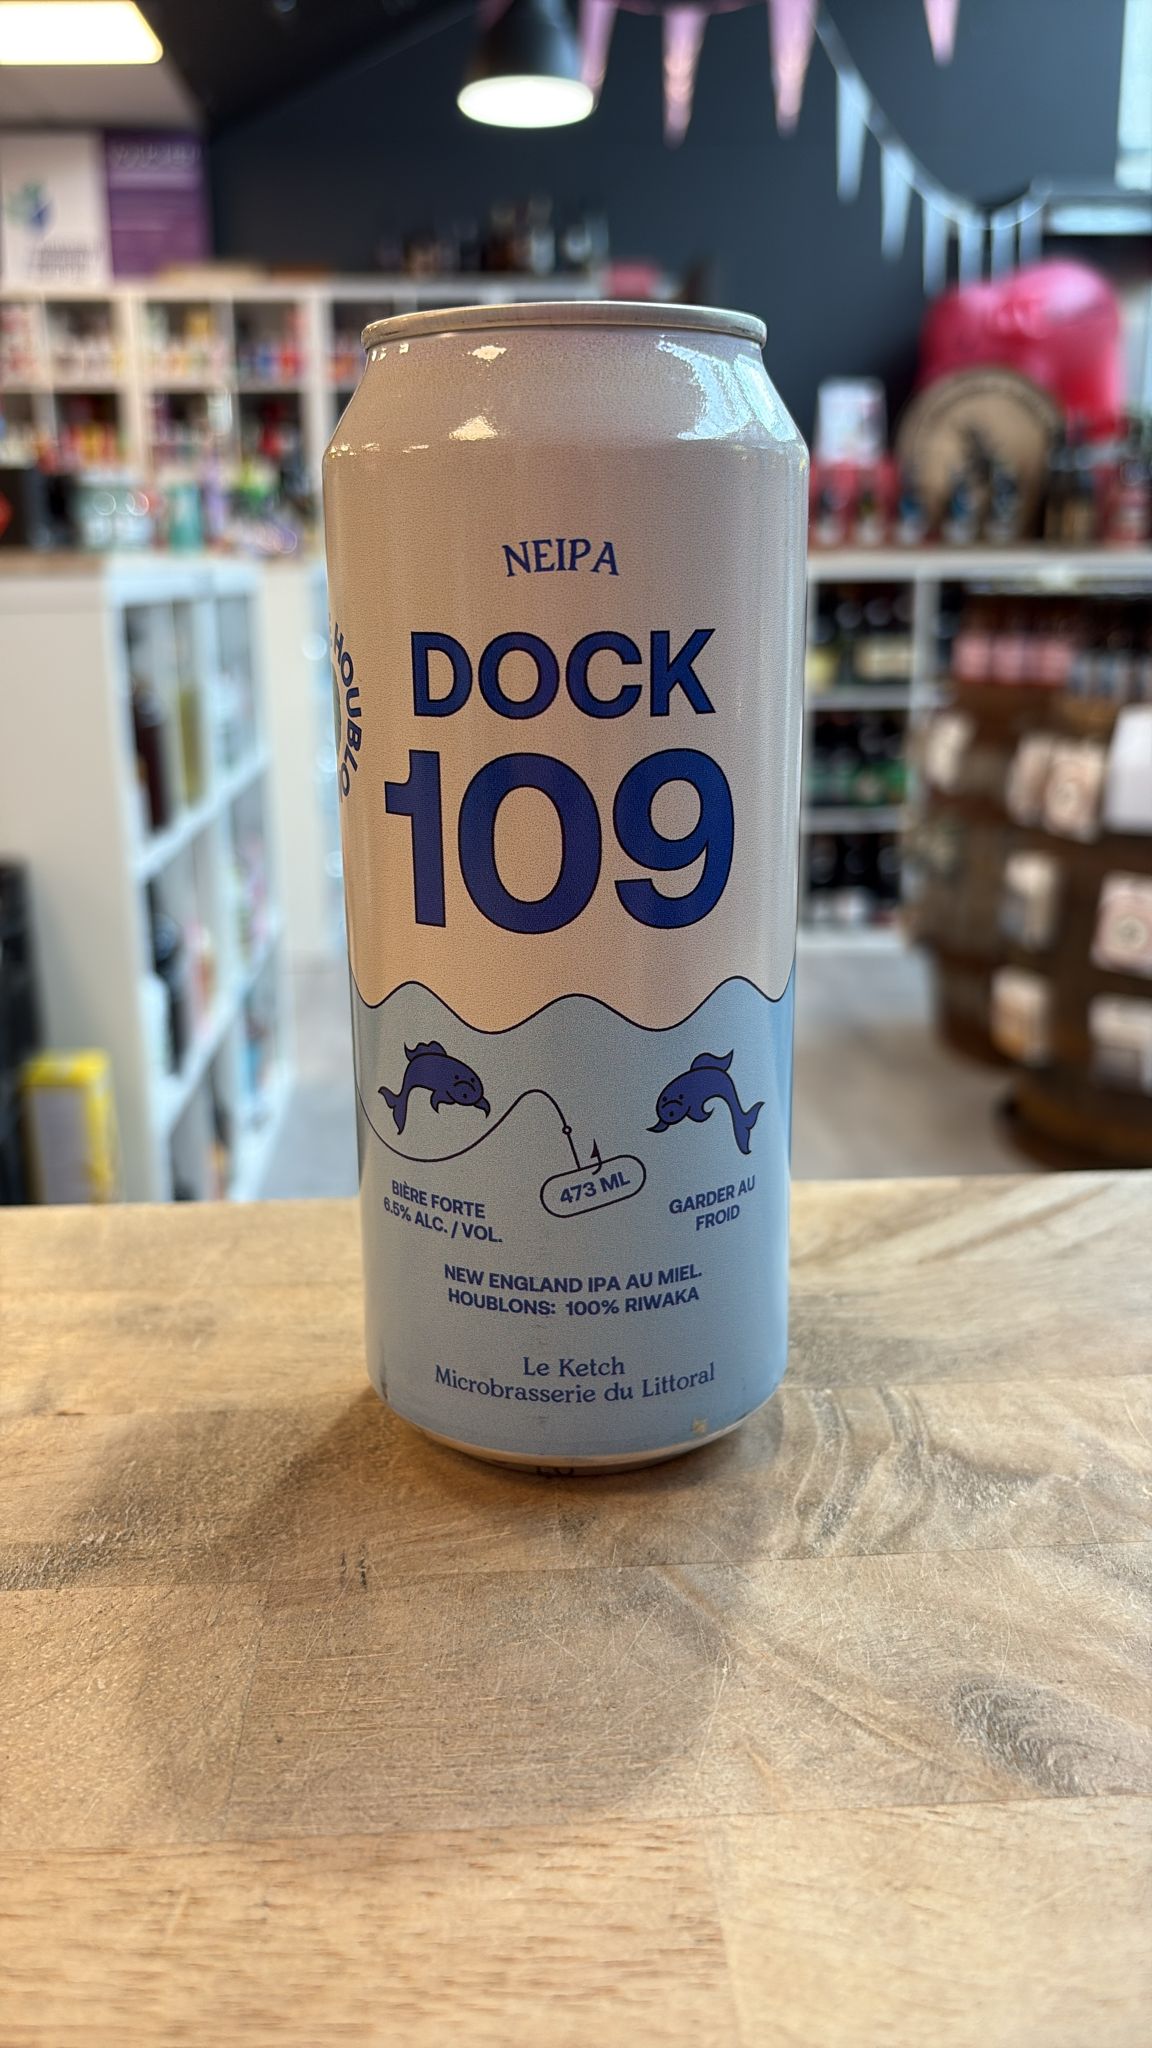 NEIPA
DOCK
109
HOUBLO
BIÈRE FORTE
6.5% ALC. / VOL.
473 ML
GARDER AU
FROID
NEW ENGLAND IPA AU MIEL.
HOUBLONS: 100% RIWAKA
Le Ketch
Microbrasserie du Littoral